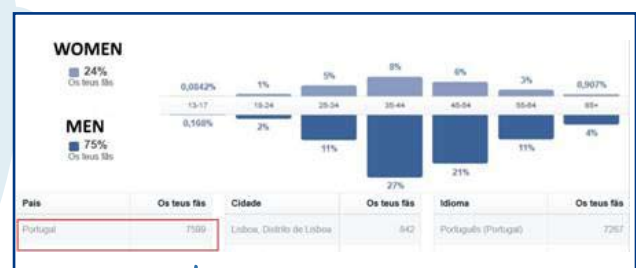 WOMEN
24%
Os teus fãs
0,0842% 1% 5% 8% 6% 3% 0,907%
13-17 18-24 25-34 35-44 45-54 55-64 65+
MEN
75%
Os teus fãs
0,168% 2% 11% 27% 21% 11% 4%
País Os teus fãs Cidade Os teus fãs Idioma Os teus fãs
Portugal 7599 Lisboa, Distrito de Lisboa 842 Português (Portugal) 7267